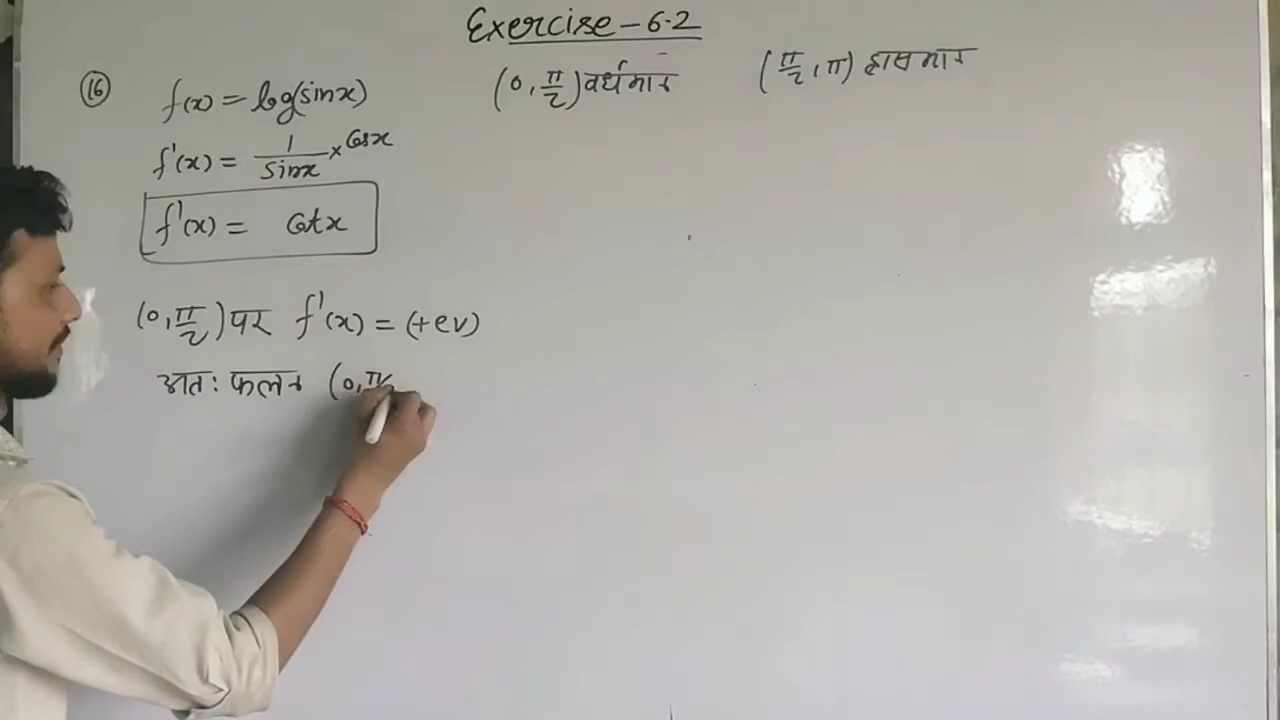 Exercise - 6.2
(0, π/2) वर्धमान (π/2, π) ह्रासमान
16 f(x) = log(sinx)
f'(x) = 1/sinx × Cosx
f'(x) = Cotx
(0, π/2) पर f'(x) = (+ev)
अतः फलन (0, π/